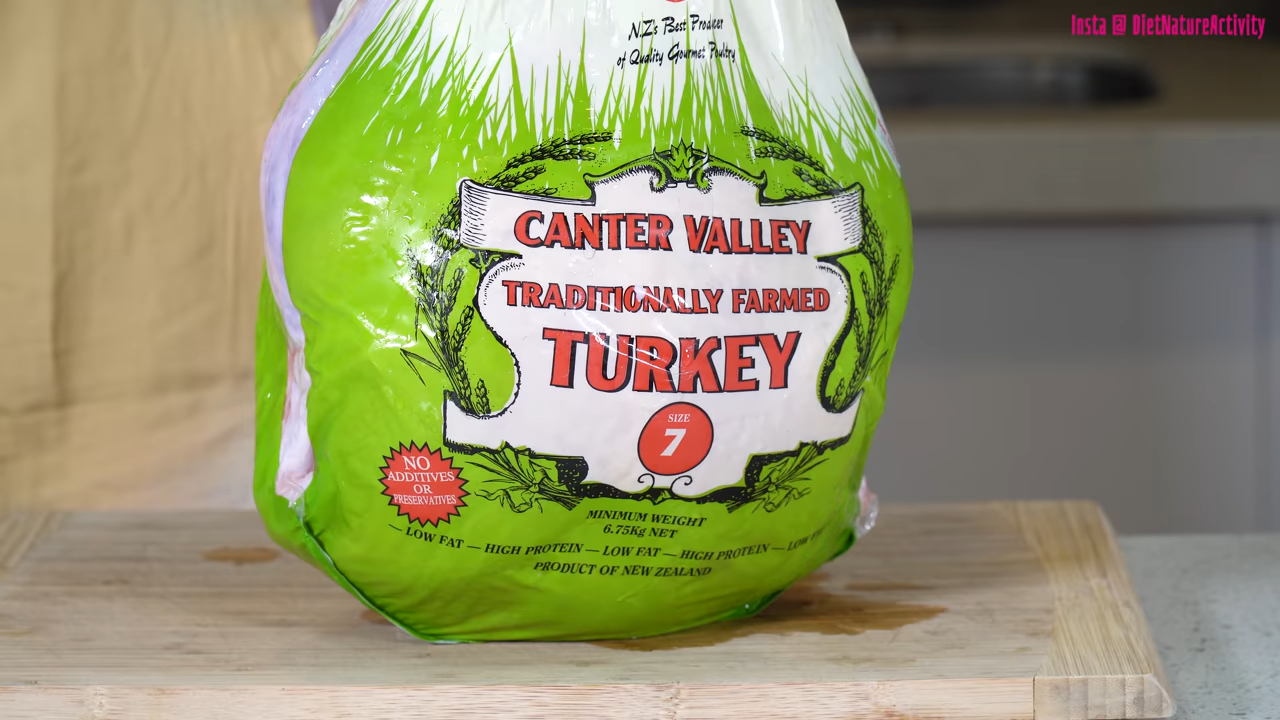 Insta @ DietNatureActivity
N.Z's Best Producer
of Quality Gourmet Poultry
CANTER VALLEY
TRADITIONALLY FARMED
TURKEY
SIZE
7
NO
ADDITIVES
OR
PRESERVATIVES
MINIMUM WEIGHT
6.75Kg NET
— LOW FAT — HIGH PROTEIN — LOW FAT — HIGH PROTEIN — LOW
PRODUCT OF NEW ZEALAND